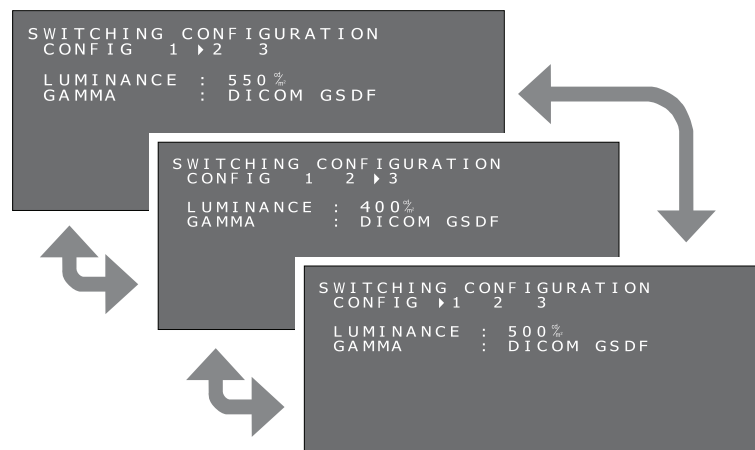 SWITCHING CONFIGURATION
CONFIG 1 ▸2 3
LUMINANCE : 550 cd/m²
GAMMA : DICOM GSDF
SWITCHING CONFIGURATION
CONFIG 1 2 ▸3
LUMINANCE : 400 cd/m²
GAMMA : DICOM GSDF
SWITCHING CONFIGURATION
CONFIG ▸1 2 3
LUMINANCE : 500 cd/m²
GAMMA : DICOM GSDF